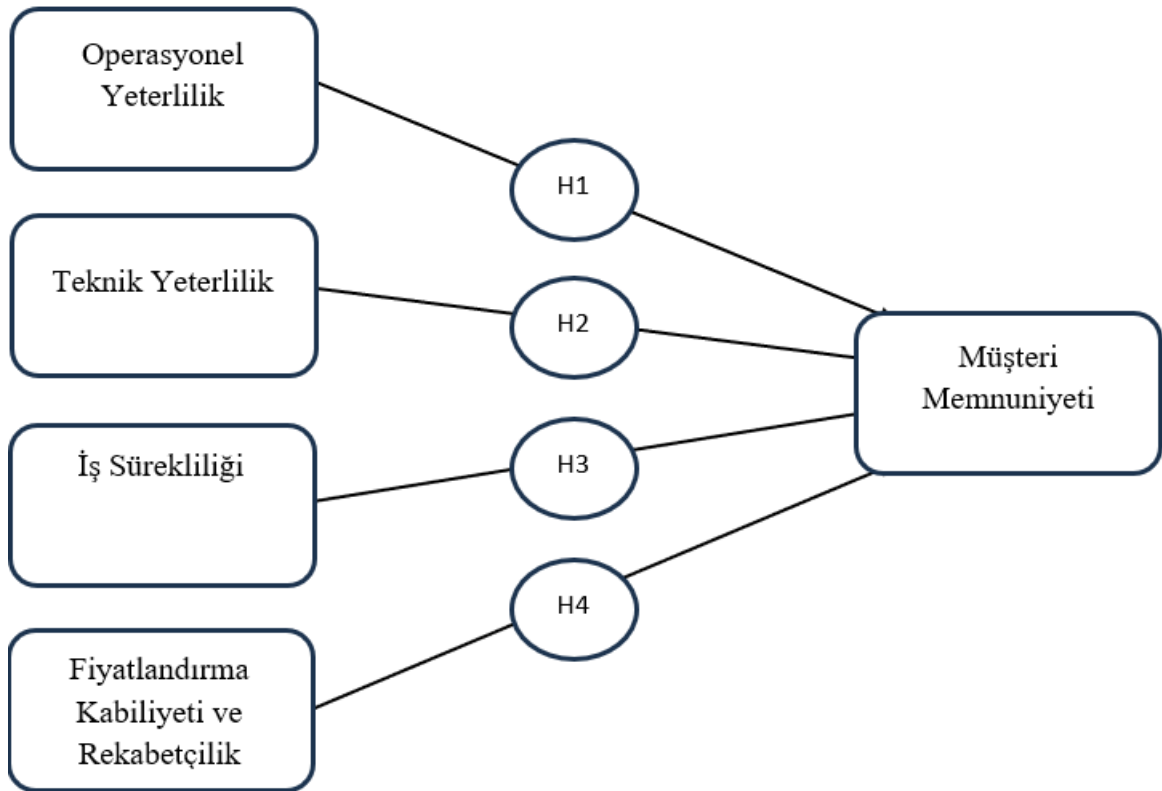 Operasyonel
Yeterlilik
H1
Teknik Yeterlilik
H2
Müşteri
Memnuniyeti
İş Sürekliliği
H3
H4
Fiyatlandırma
Kabiliyeti ve
Rekabetçilik